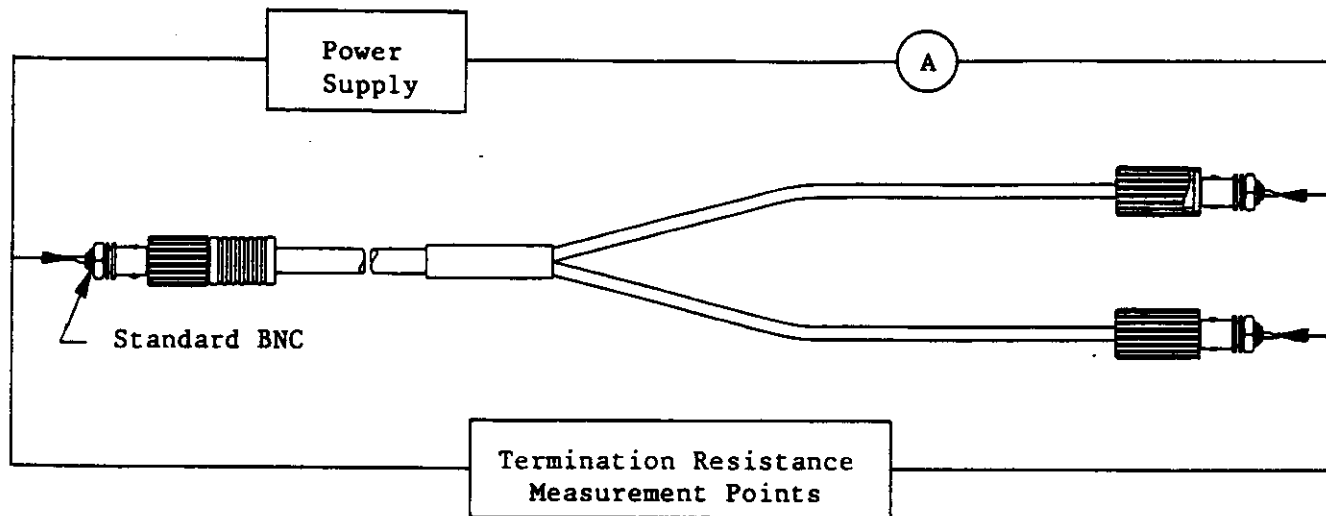 Power
Supply
A
Standard BNC
Termination Resistance
Measurement Points